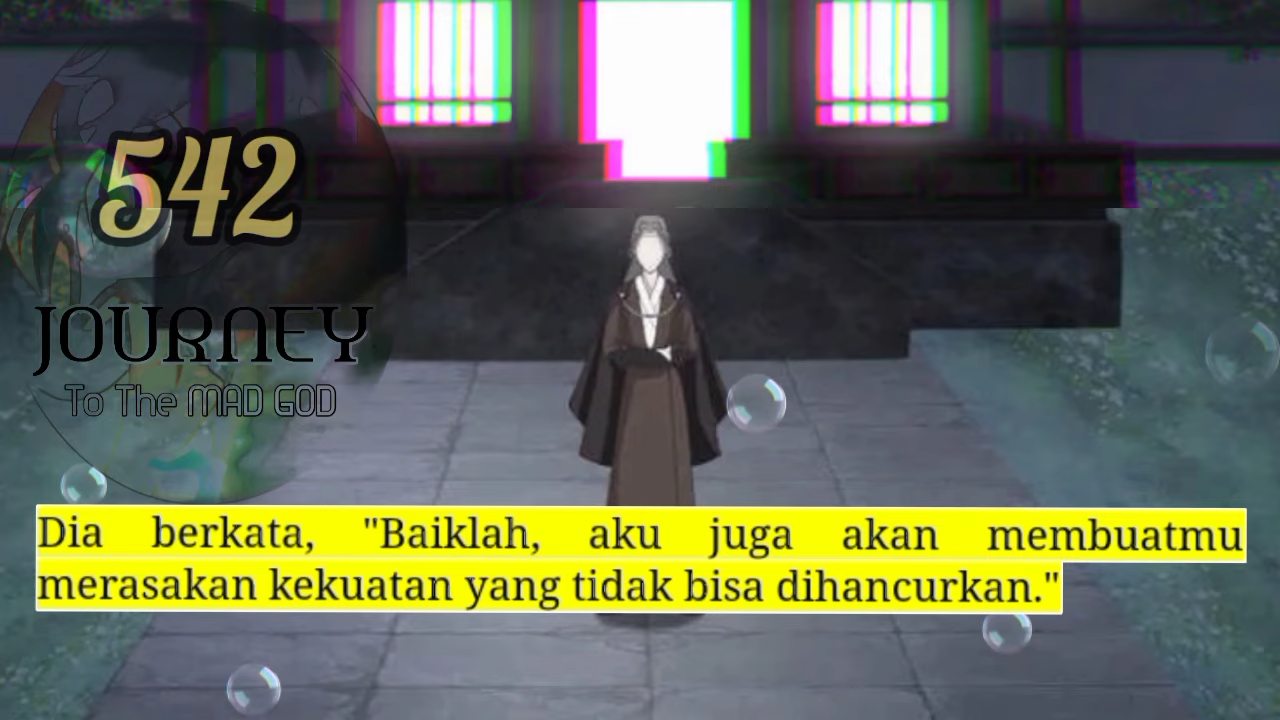 542
JOURNEY
To The MAD GOD
Dia berkata, "Baiklah, aku juga akan membuatmu
merasakan kekuatan yang tidak bisa dihancurkan."